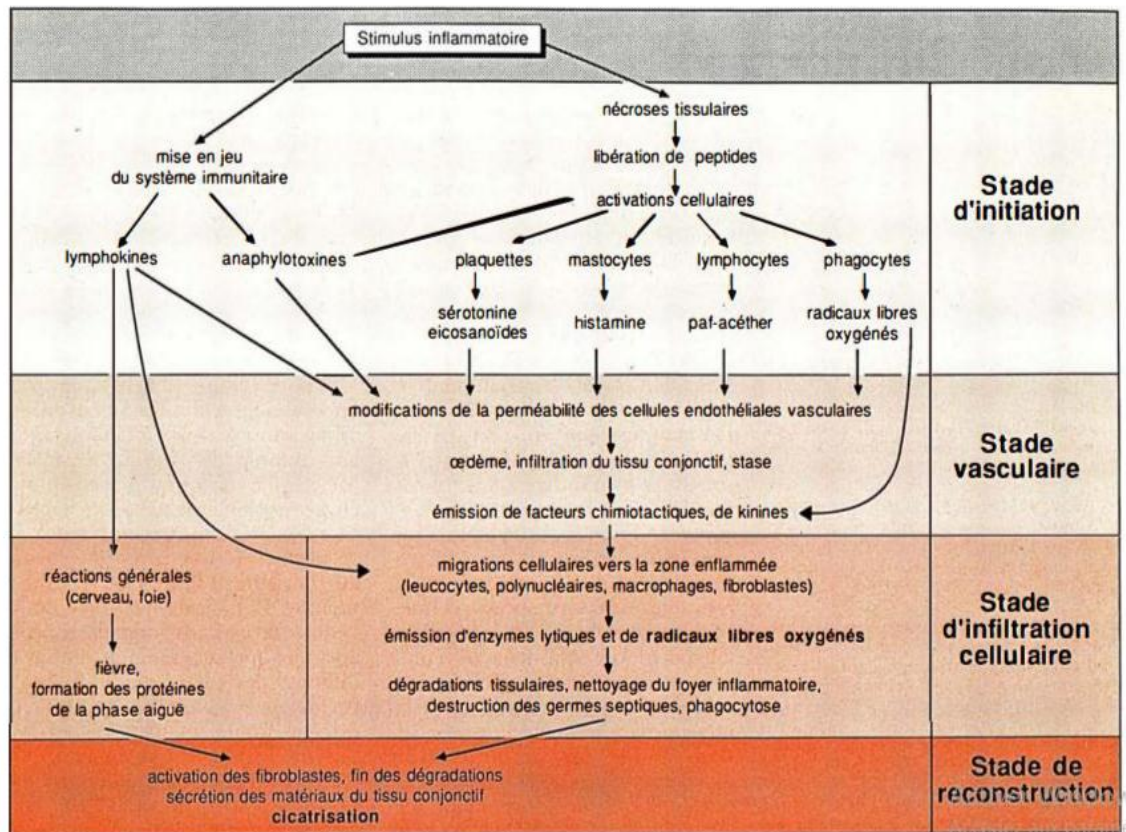 Stimulus inflammatoire
nécroses tissulaires
libération de peptides
activations cellulaires
mise en jeu
du système immunitaire
lymphokines
anaphylotoxines
plaquettes
mastocytes
lymphocytes
phagocytes
sérotonine
eicosanoïdes
histamine
paf-acéther
radicaux libres
oxygénés
Stade
d'initiation
modifications de la perméabilité des cellules endothéliales vasculaires
œdème, infiltration du tissu conjonctif, stase
émission de facteurs chimiotactiques, de kinines
Stade
vasculaire
réactions générales
(cerveau, foie)
fièvre,
formation des protéines
de la phase aiguë
migrations cellulaires vers la zone enflammée
(leucocytes, polynucléaires, macrophages, fibroblastes)
émission d'enzymes lytiques et de radicaux libres oxygénés
dégradations tissulaires, nettoyage du foyer inflammatoire,
destruction des germes septiques, phagocytose
Stade
d'infiltration
cellulaire
activation des fibroblastes, fin des dégradations
sécrétion des matériaux du tissu conjonctif
cicatrisation
Stade de
reconstruction